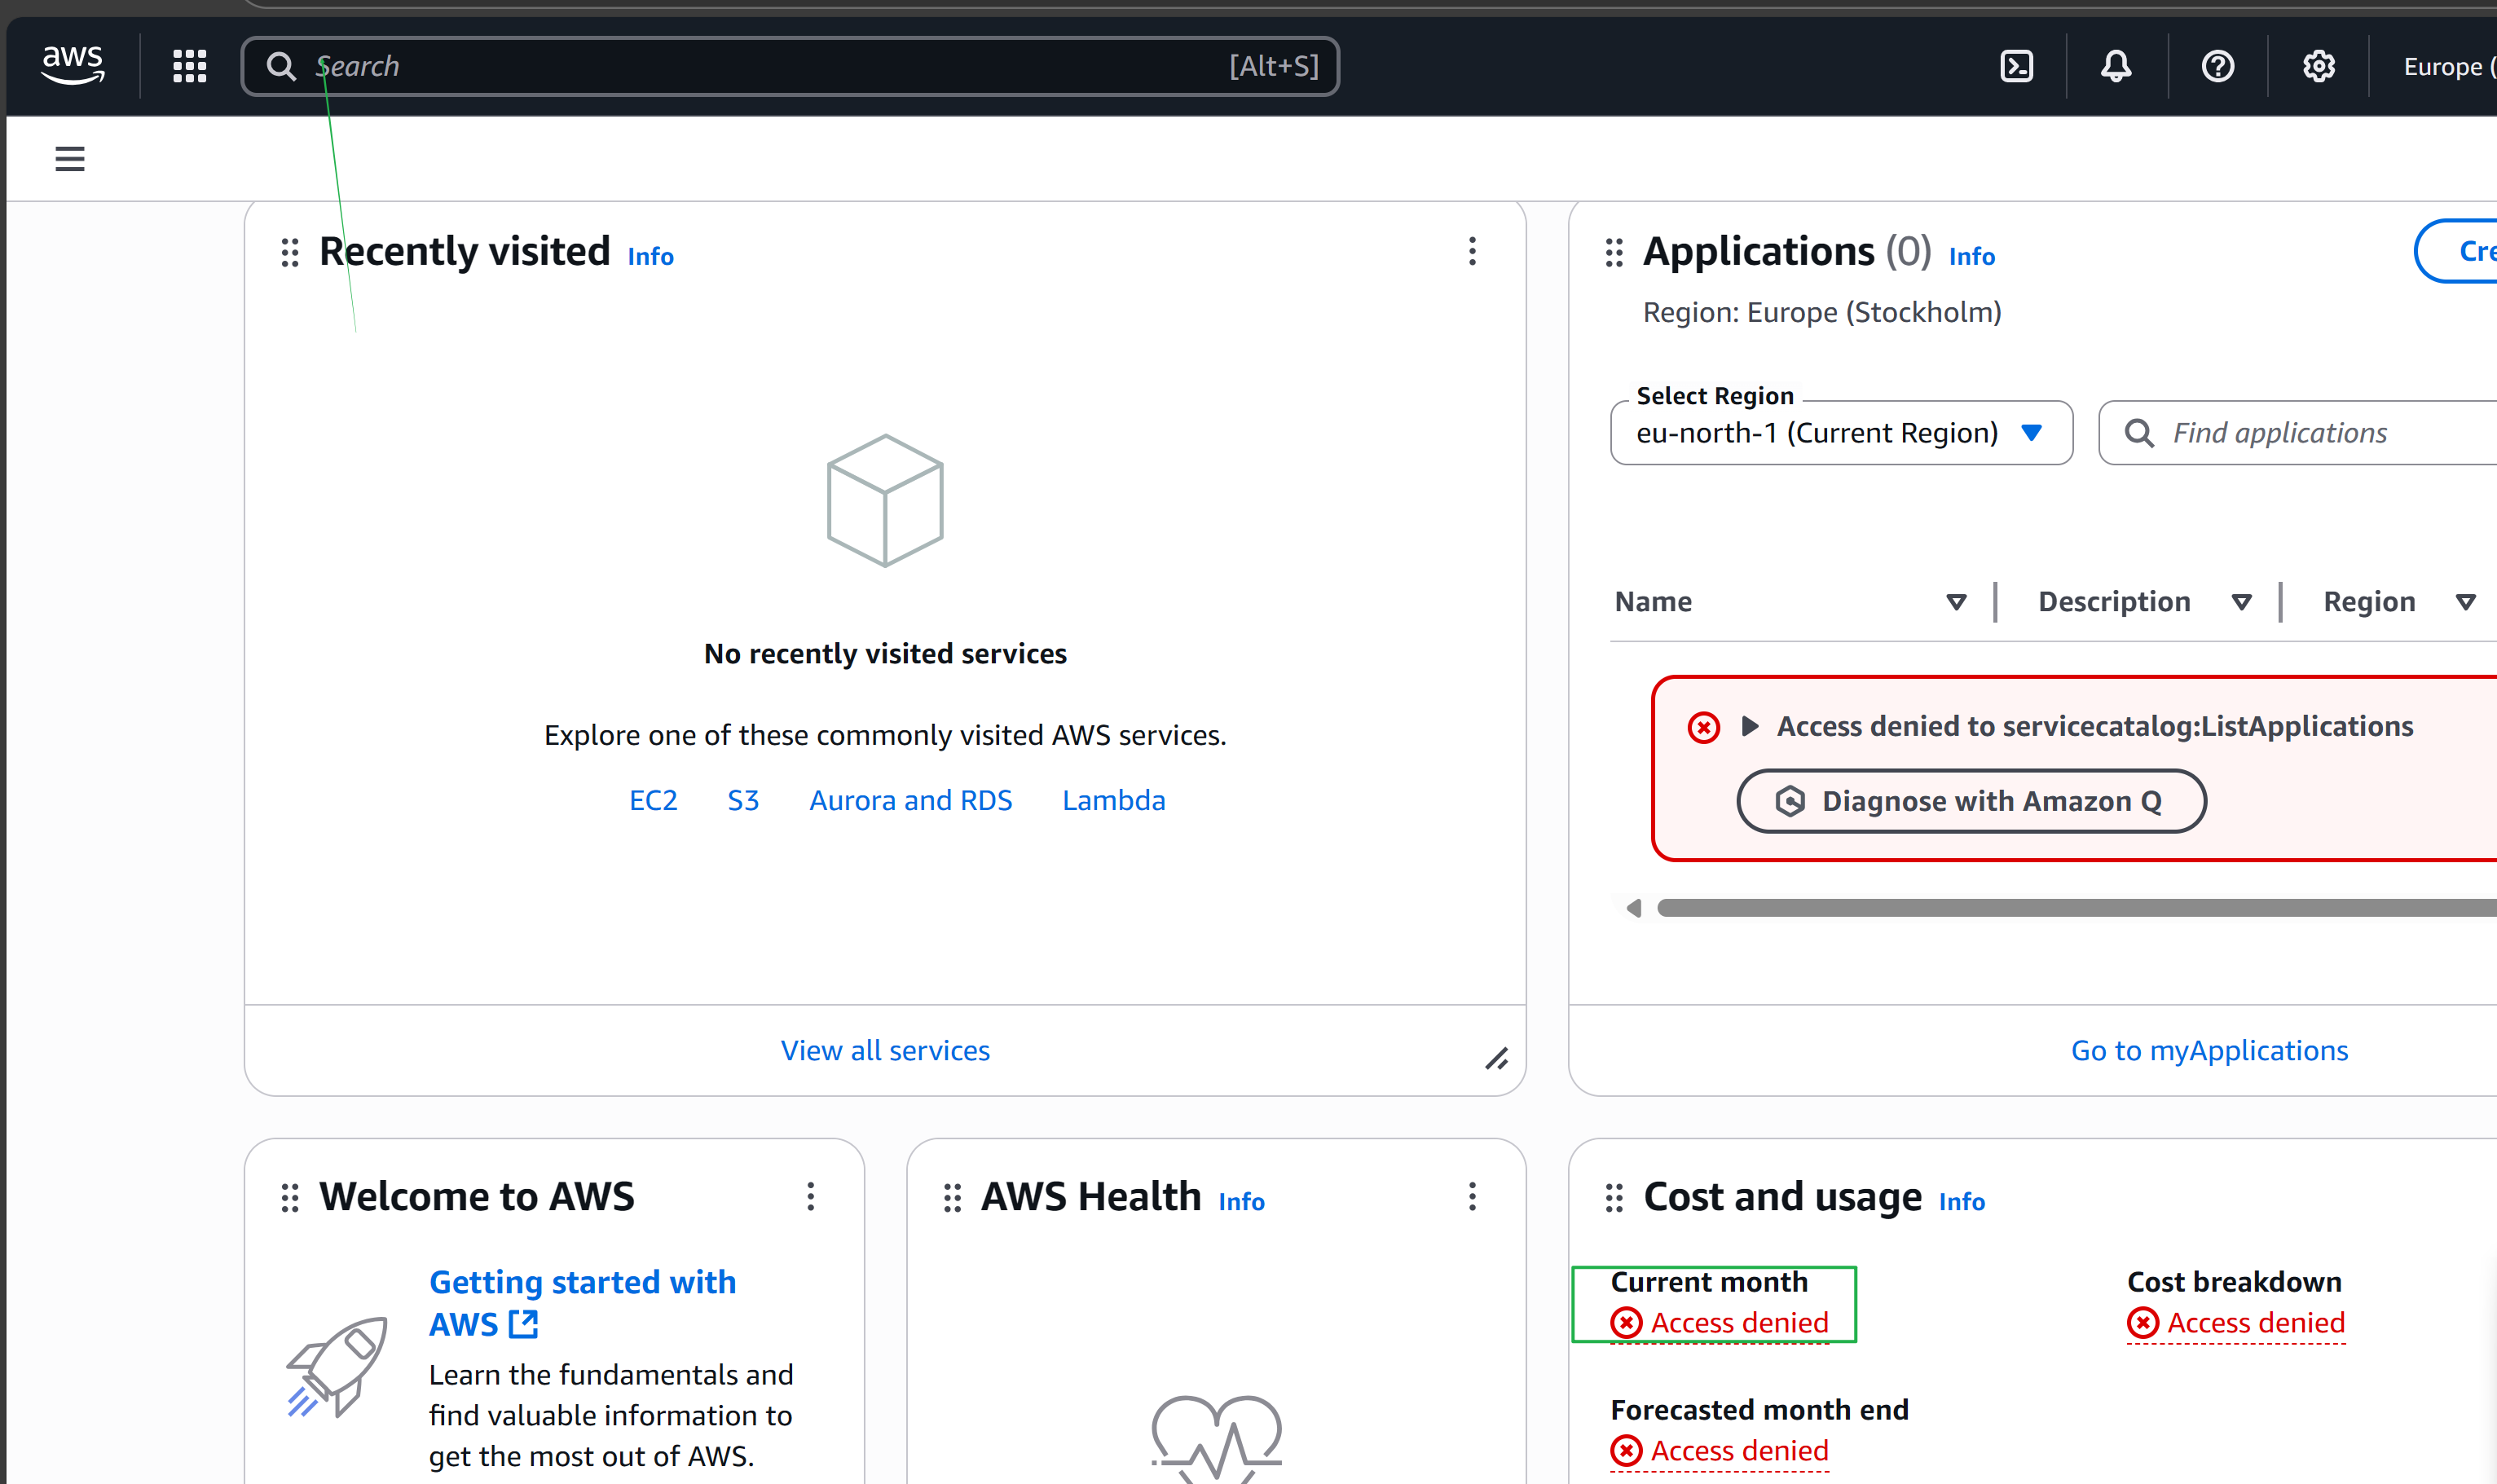 aws
Search [Alt+S]
Europe (
Recently visited Info
No recently visited services
Explore one of these commonly visited AWS services.
EC2 S3 Aurora and RDS Lambda
View all services
Applications (0) Info
Cre
Region: Europe (Stockholm)
Select Region
eu-north-1 (Current Region)
Find applications
Name Description Region
Access denied to servicecatalog:ListApplications
Diagnose with Amazon Q
Go to myApplications
Welcome to AWS
Getting started with
AWS
Learn the fundamentals and
find valuable information to
get the most out of AWS.
AWS Health Info
Cost and usage Info
Current month
Access denied
Cost breakdown
Access denied
Forecasted month end
Access denied